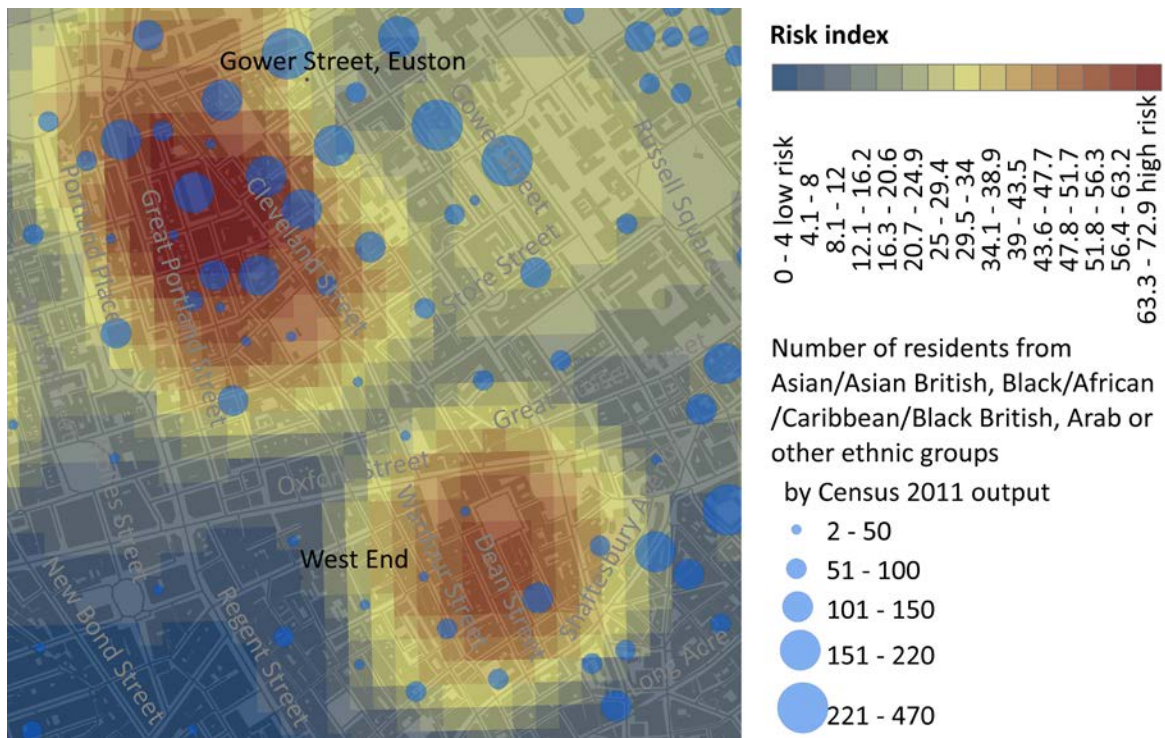 Gower Street, Euston
Gower Street
Russell Square
Portland Place
Great Portland Street
Cleveland Street
Store Street
Great
Street
Oxford Street
West End
Wardour Street
Dean Street
Shaftesbury Ave
New Bond Street
Regent Street
Long Acre
Risk index
0 - 4 low risk
4.1 - 8
8.1 - 12
12.1 - 16.2
16.3 - 20.6
20.7 - 24.9
25 - 29.4
29.5 - 34
34.1 - 38.9
39 - 43.5
43.6 - 47.7
47.8 - 51.7
51.8 - 56.3
56.4 - 63.2
63.3 - 72.9 high risk
Number of residents from
Asian/Asian British, Black/African
/Caribbean/Black British, Arab or
other ethnic groups
by Census 2011 output
2 - 50
51 - 100
101 - 150
151 - 220
221 - 470